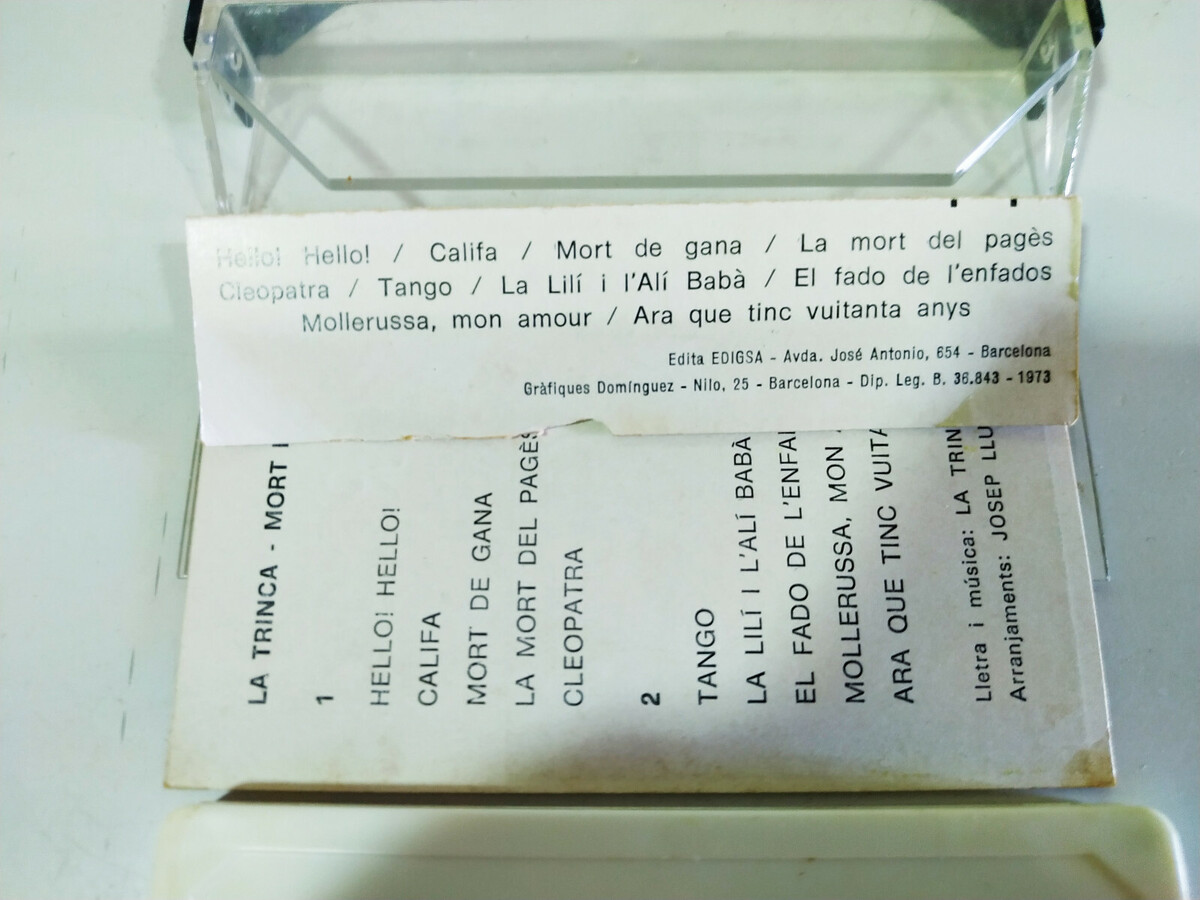 Hello! Hello! / Califa / Mort de gana / La mort del pagès
Cleopatra / Tango / La Lilí i l'Alí Babà / El fado de l'enfados
Mollerussa, mon amour / Ara que tinc vuitanta anys
Edita EDIGSA - Avda. José Antonio, 654 - Barcelona
Gràfiques Domínguez - Nilo, 25 - Barcelona - Dip. Leg. B. 36.843 - 1973
LA TRINCA - MORT
1
HELLO! HELLO!
CALIFA
MORT DE GANA
LA MORT DEL PAGÈS
CLEOPATRA
2
TANGO
LA LILÍ I L'ALÍ BABÀ
EL FADO DE L'ENFA
MOLLERUSSA, MON
ARA QUE TINC VUITA
Lletra i música: LA TRIN
Arranjaments: JOSEP LLU